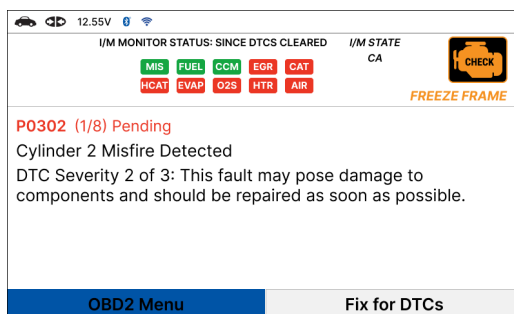 12.55V
I/M MONITOR STATUS: SINCE DTCS CLEARED
I/M STATE
CA
MIS FUEL CCM EGR CAT
HCAT EVAP O2S HTR AIR
CHECK
FREEZE FRAME
P0302 (1/8) Pending
Cylinder 2 Misfire Detected
DTC Severity 2 of 3: This fault may pose damage to
components and should be repaired as soon as possible.
OBD2 Menu
Fix for DTCs